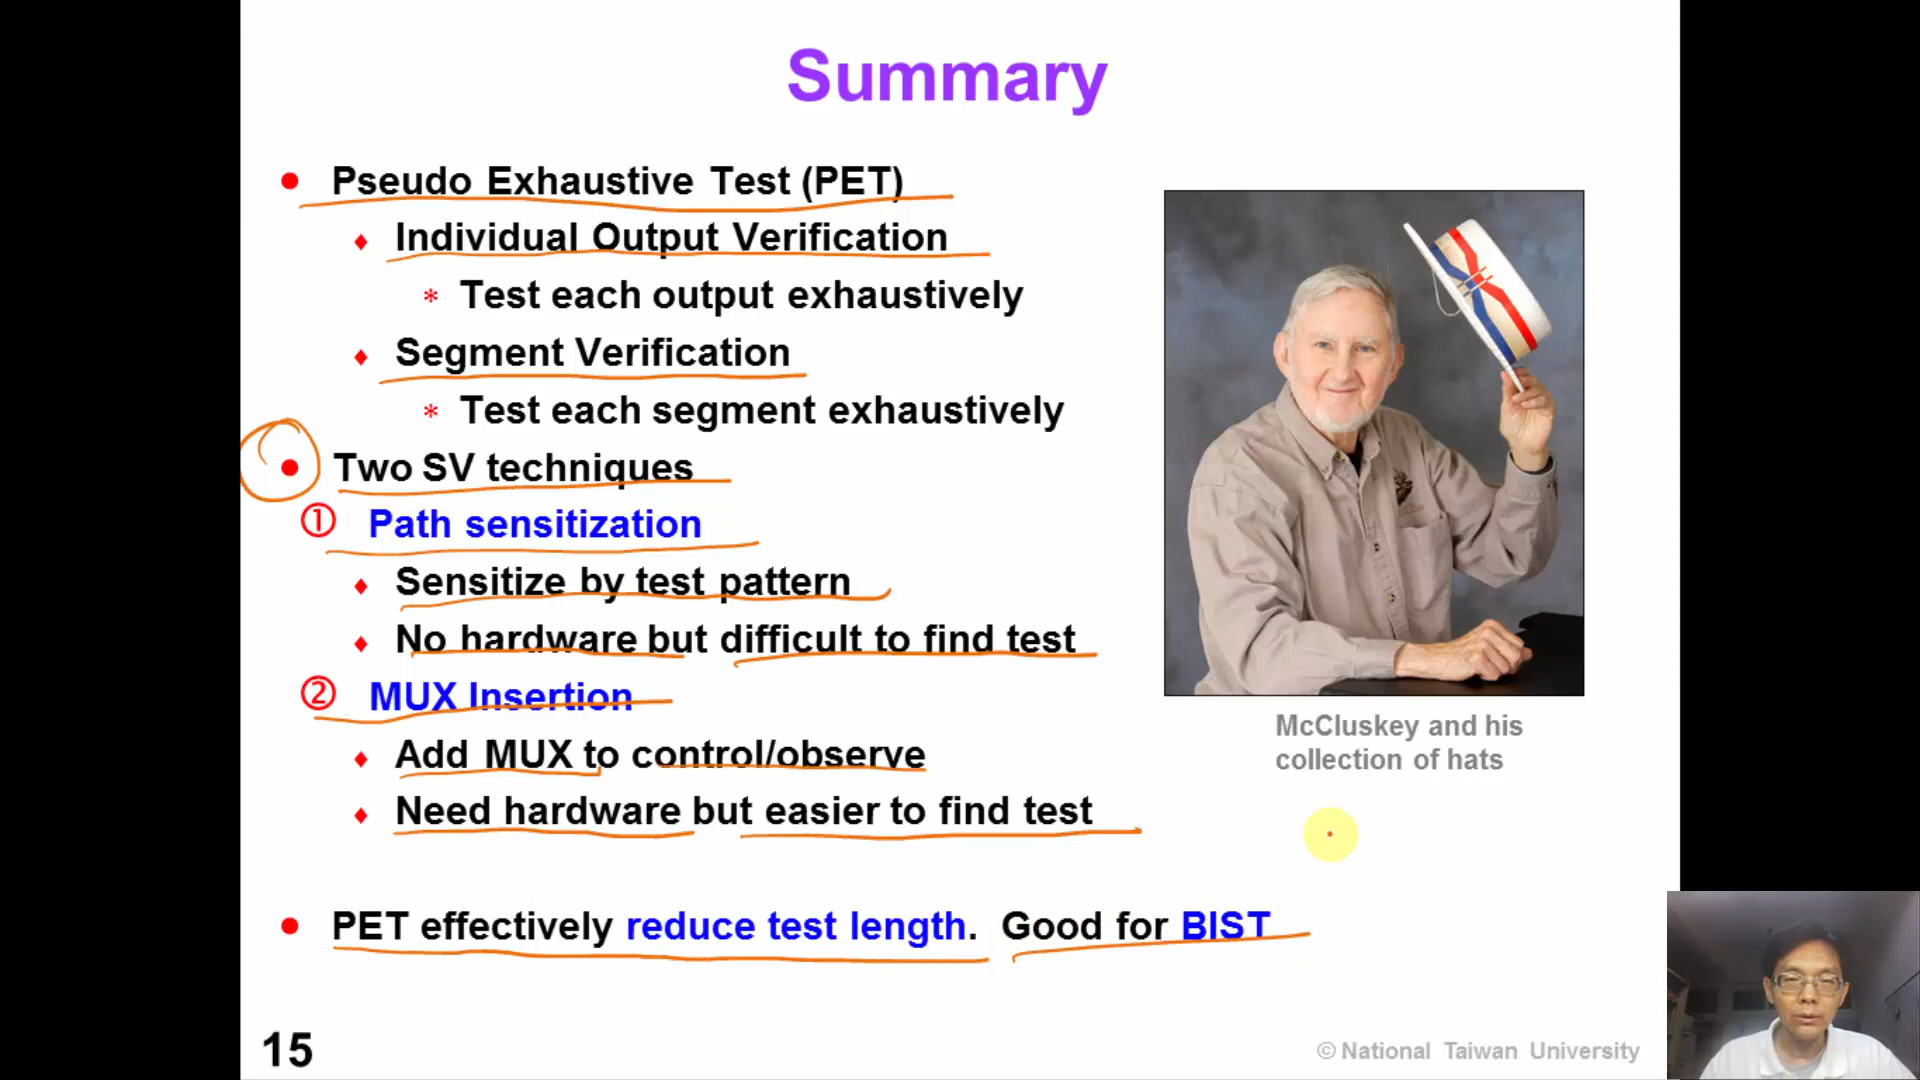 Summary
• Pseudo Exhaustive Test (PET)
♦ Individual Output Verification
* Test each output exhaustively
♦ Segment Verification
* Test each segment exhaustively
• Two SV techniques
① Path sensitization
♦ Sensitize by test pattern
♦ No hardware but difficult to find test
② MUX Insertion
♦ Add MUX to control/observe
♦ Need hardware but easier to find test
• PET effectively reduce test length. Good for BIST
McCluskey and his
collection of hats
15
© National Taiwan University